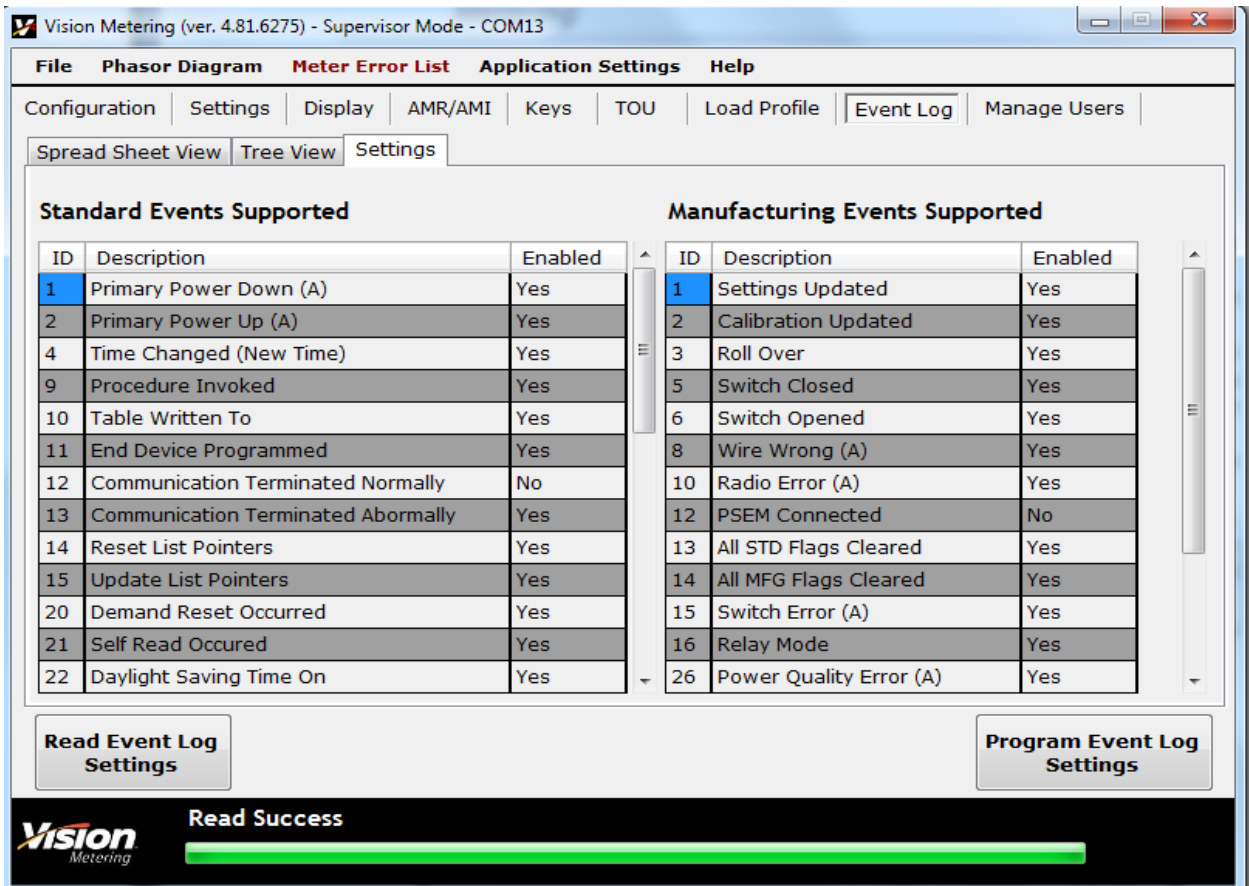 Vision Metering (ver. 4.81.6275) - Supervisor Mode - COM13
File Phasor Diagram Meter Error List Application Settings Help
Configuration Settings Display AMR/AMI Keys TOU Load Profile Event Log Manage Users
Spread Sheet View Tree View Settings
Standard Events Supported
ID Description Enabled
1 Primary Power Down (A) Yes
2 Primary Power Up (A) Yes
4 Time Changed (New Time) Yes
9 Procedure Invoked Yes
10 Table Written To Yes
11 End Device Programmed Yes
12 Communication Terminated Normally No
13 Communication Terminated Abormally Yes
14 Reset List Pointers Yes
15 Update List Pointers Yes
20 Demand Reset Occurred Yes
21 Self Read Occured Yes
22 Daylight Saving Time On Yes
Manufacturing Events Supported
ID Description Enabled
1 Settings Updated Yes
2 Calibration Updated Yes
3 Roll Over Yes
5 Switch Closed Yes
6 Switch Opened Yes
8 Wire Wrong (A) Yes
10 Radio Error (A) Yes
12 PSEM Connected No
13 All STD Flags Cleared Yes
14 All MFG Flags Cleared Yes
15 Switch Error (A) Yes
16 Relay Mode Yes
26 Power Quality Error (A) Yes
Read Event Log
Settings
Program Event Log
Settings
Read Success
Vision
Metering